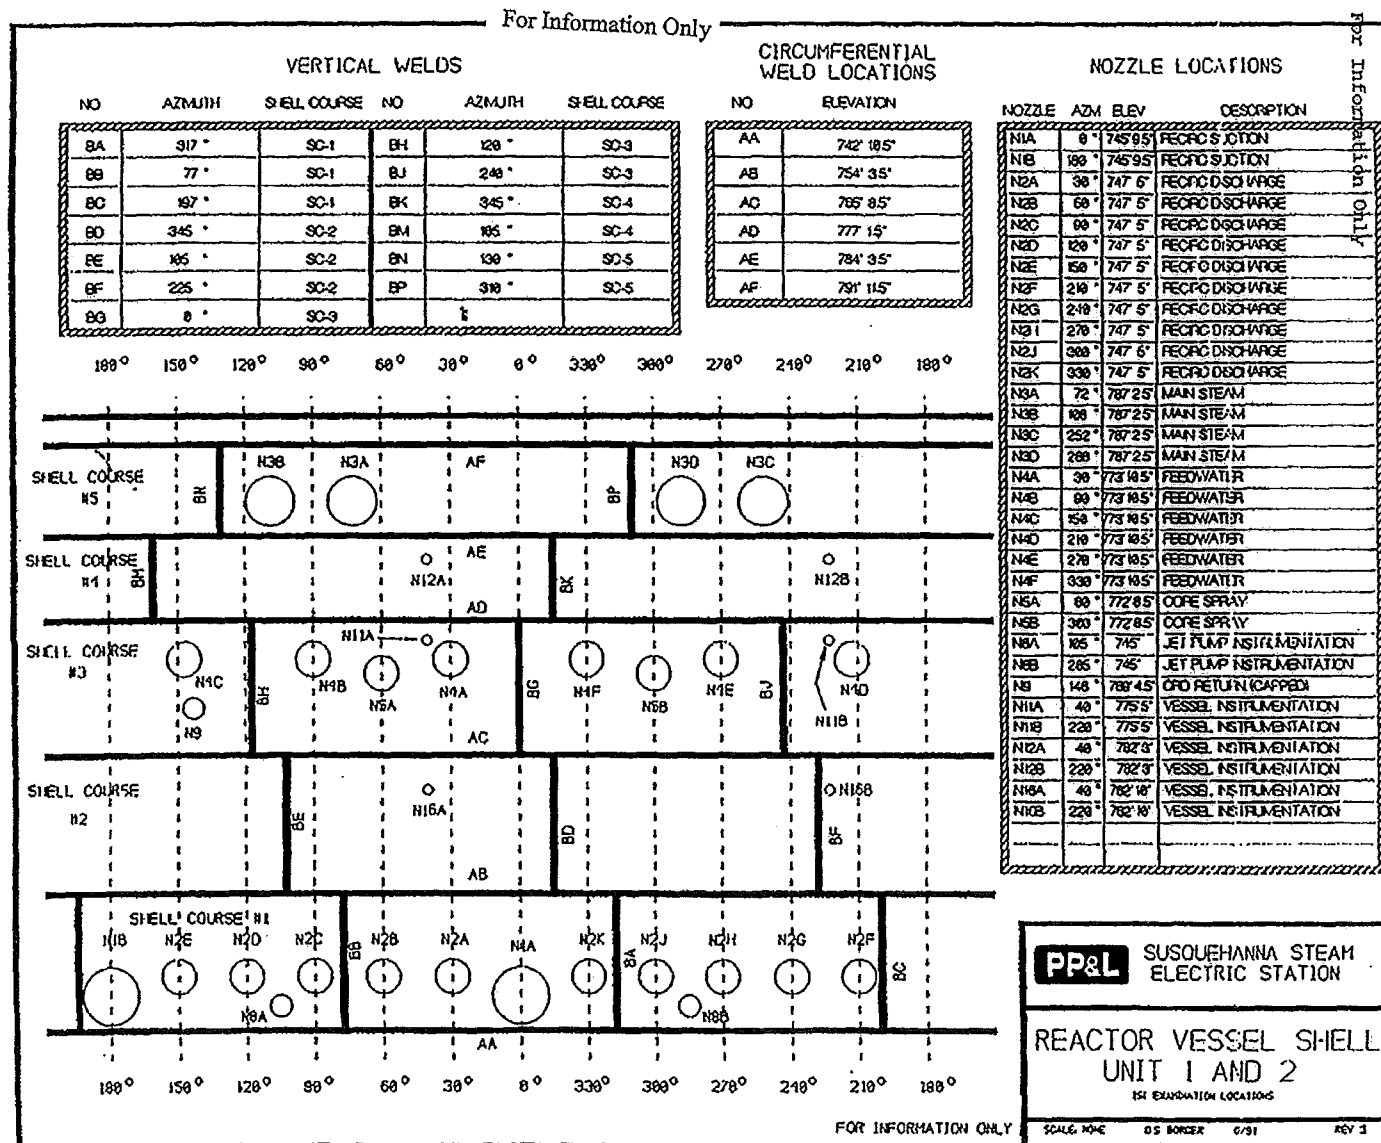 For Information Only
For Information Only
VERTICAL WELDS
NO AZMUTH SHELL COURSE NO AZMUTH SHELL COURSE
BA 317 ° SC-1 BH 120 ° SC-3
BB 77 ° SC-1 BJ 240 ° SC-3
BC 197 ° SC-1 BK 345 ° SC-4
BD 345 ° SC-2 BM 165 ° SC-4
BE 105 ° SC-2 BN 130 ° SC-5
BF 225 ° SC-2 BP 310 ° SC-5
BG 0 ° SC-3
CIRCUMFERENTIAL
WELD LOCATIONS
NO ELEVATION
AA 742' 10.5"
AB 754' 3.5"
AC 765' 8.5"
AD 777' 1.5"
AE 784' 3.5"
AF 791' 11.5"
NOZZLE LOCATIONS
NOZZLE AZM ELEV DESCRIPTION
N1A 0 ° 745'9.5" RECIRC SUCTION
N1B 180 ° 745'9.5" RECIRC SUCTION
N2A 30 ° 747' 5" RECIRC DISCHARGE
N2B 60 ° 747' 5" RECIRC DISCHARGE
N2C 90 ° 747' 5" RECIRC DISCHARGE
N2D 120 ° 747' 5" RECIRC DISCHARGE
N2E 150 ° 747' 5" RECIRC DISCHARGE
N2F 210 ° 747' 5" RECIRC DISCHARGE
N2G 240 ° 747' 5" RECIRC DISCHARGE
N2H 270 ° 747' 5" RECIRC DISCHARGE
N2J 300 ° 747' 5" RECIRC DISCHARGE
N2K 330 ° 747' 5" RECIRC DISCHARGE
N3A 72 ° 787'2.5" MAIN STEAM
N3B 108 ° 787'2.5" MAIN STEAM
N3C 252 ° 787'2.5" MAIN STEAM
N3D 288 ° 787'2.5" MAIN STEAM
N4A 30 ° 773'10.5" FEEDWATER
N4B 90 ° 773'10.5" FEEDWATER
N4C 150 ° 773'10.5" FEEDWATER
N4D 210 ° 773'10.5" FEEDWATER
N4E 270 ° 773'10.5" FEEDWATER
N4F 330 ° 773'10.5" FEEDWATER
N5A 60 ° 772'8.5" CORE SPRAY
N5B 300 ° 772'8.5" CORE SPRAY
N8A 105 ° 745' JET PUMP INSTRUMENTATION
N8B 285 ° 745' JET PUMP INSTRUMENTATION
N9 CRD RETURN (CAPPED)
N11A 40 ° 775'5" VESSEL INSTRUMENTATION
N11B 220 ° 775'5" VESSEL INSTRUMENTATION
N12A 40 ° 782'3" VESSEL INSTRUMENTATION
N12B 220 ° 782'3" VESSEL INSTRUMENTATION
N16A 40 ° 762'10" VESSEL INSTRUMENTATION
N16B 220 ° 762'10" VESSEL INSTRUMENTATION
180° 150° 120° 90° 60° 30° 0° 330° 300° 270° 240° 210° 180°
SHELL COURSE
#5
BN N3B N3A AF BP N3D N3C
SHELL COURSE
#4
BM N12A AE AD BK N12B
SHELL COURSE
#3
N4C N9 BH N4B N5A N11A N4A AC BG N4F N5B N4E BJ N11B N4D
SHELL COURSE
#2
BE N16A AB BD BF N16B
SHELL COURSE #1
N1B N2E N2D N2C BB N2B N2A N1A N2K BA N2J N2H N2G N2F BC
N8A N8B
AA
180° 150° 120° 90° 60° 30° 0° 330° 300° 270° 240° 210° 180°
PP&L
SUSQUEHANNA STEAM
ELECTRIC STATION
REACTOR VESSEL SHELL
UNIT 1 AND 2
ISI EXAMINATION LOCATIONS
FOR INFORMATION ONLY
SCALE: NONE D S BORGER 6/91